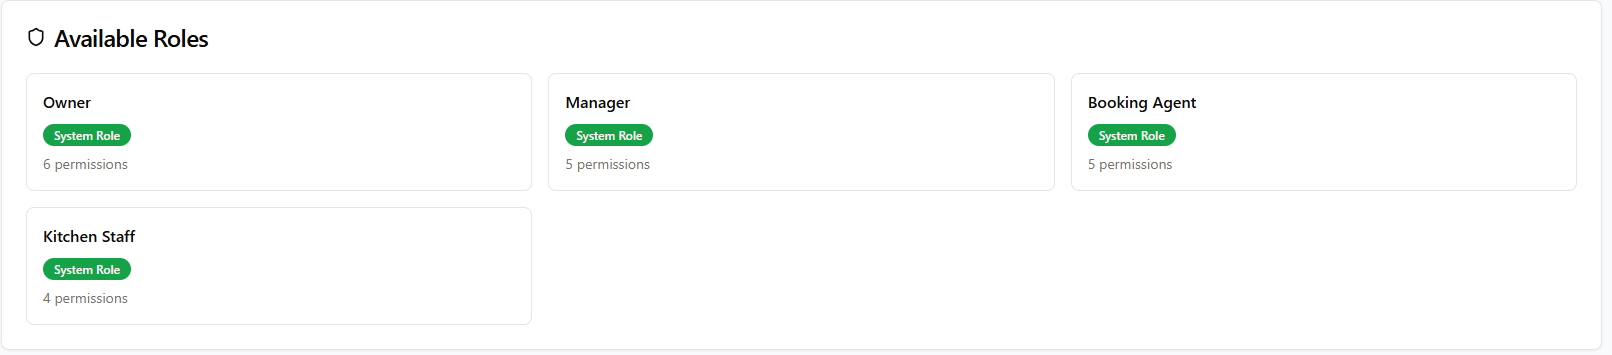 Available Roles
Owner
System Role
6 permissions
Manager
System Role
5 permissions
Booking Agent
System Role
5 permissions
Kitchen Staff
System Role
4 permissions